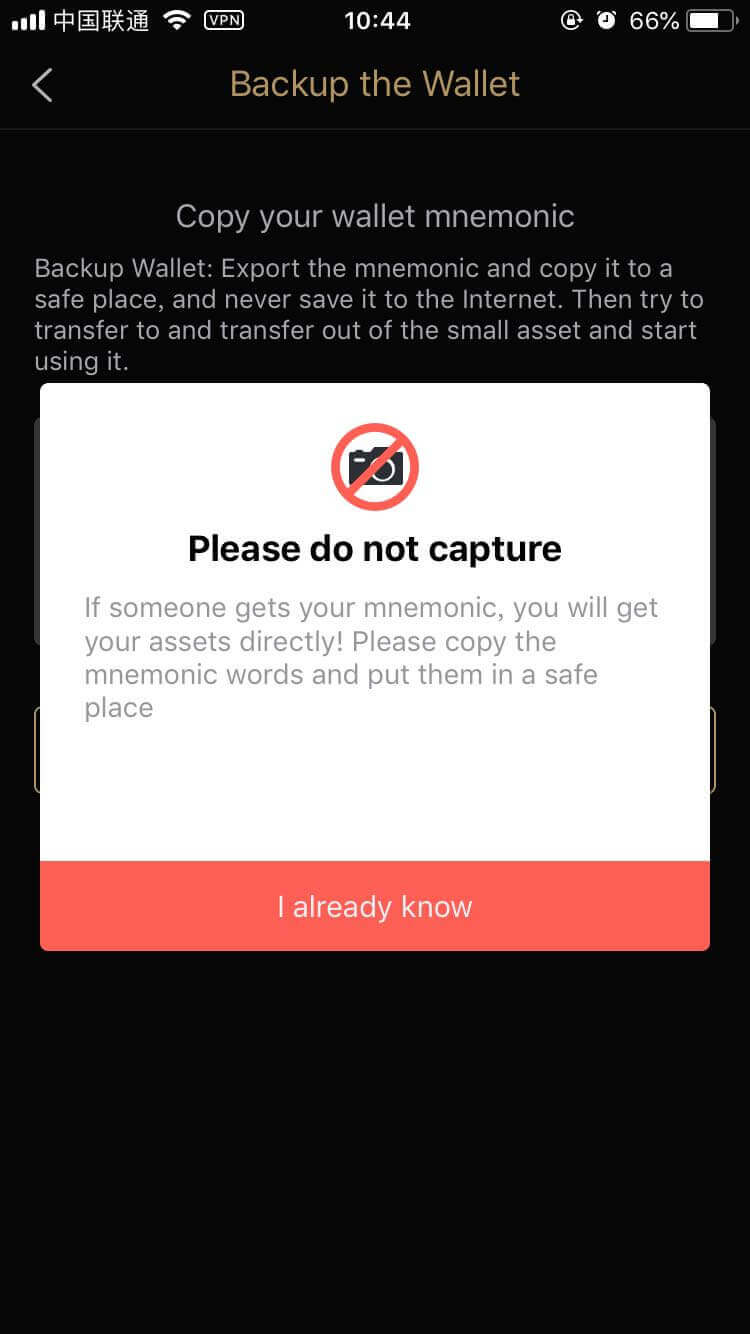 中国联通 VPN 10:44 66%
Backup the Wallet
Copy your wallet mnemonic
Backup Wallet: Export the mnemonic and copy it to a
safe place, and never save it to the Internet. Then try to
transfer to and transfer out of the small asset and start
using it.
Please do not capture
If someone gets your mnemonic, you will get
your assets directly! Please copy the
mnemonic words and put them in a safe
place
I already know